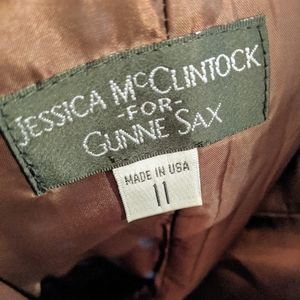 JESSICA McCLINTOCK
-FOR-
GUNNE SAX
MADE IN USA
11